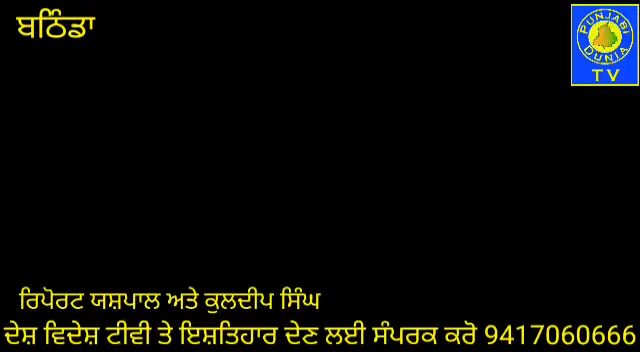 ਬਠਿੰਡਾ
PUNJABI
DUNIA
TV
ਰਿਪੋਰਟ ਯਸ਼ਪਾਲ ਅਤੇ ਕੁਲਦੀਪ ਸਿੰਘ
ਦੇਸ਼ ਵਿਦੇਸ਼ ਟੀਵੀ ਤੇ ਇਸ਼ਤਿਹਾਰ ਦੇਣ ਲਈ ਸੰਪਰਕ ਕਰੋ 9417060666